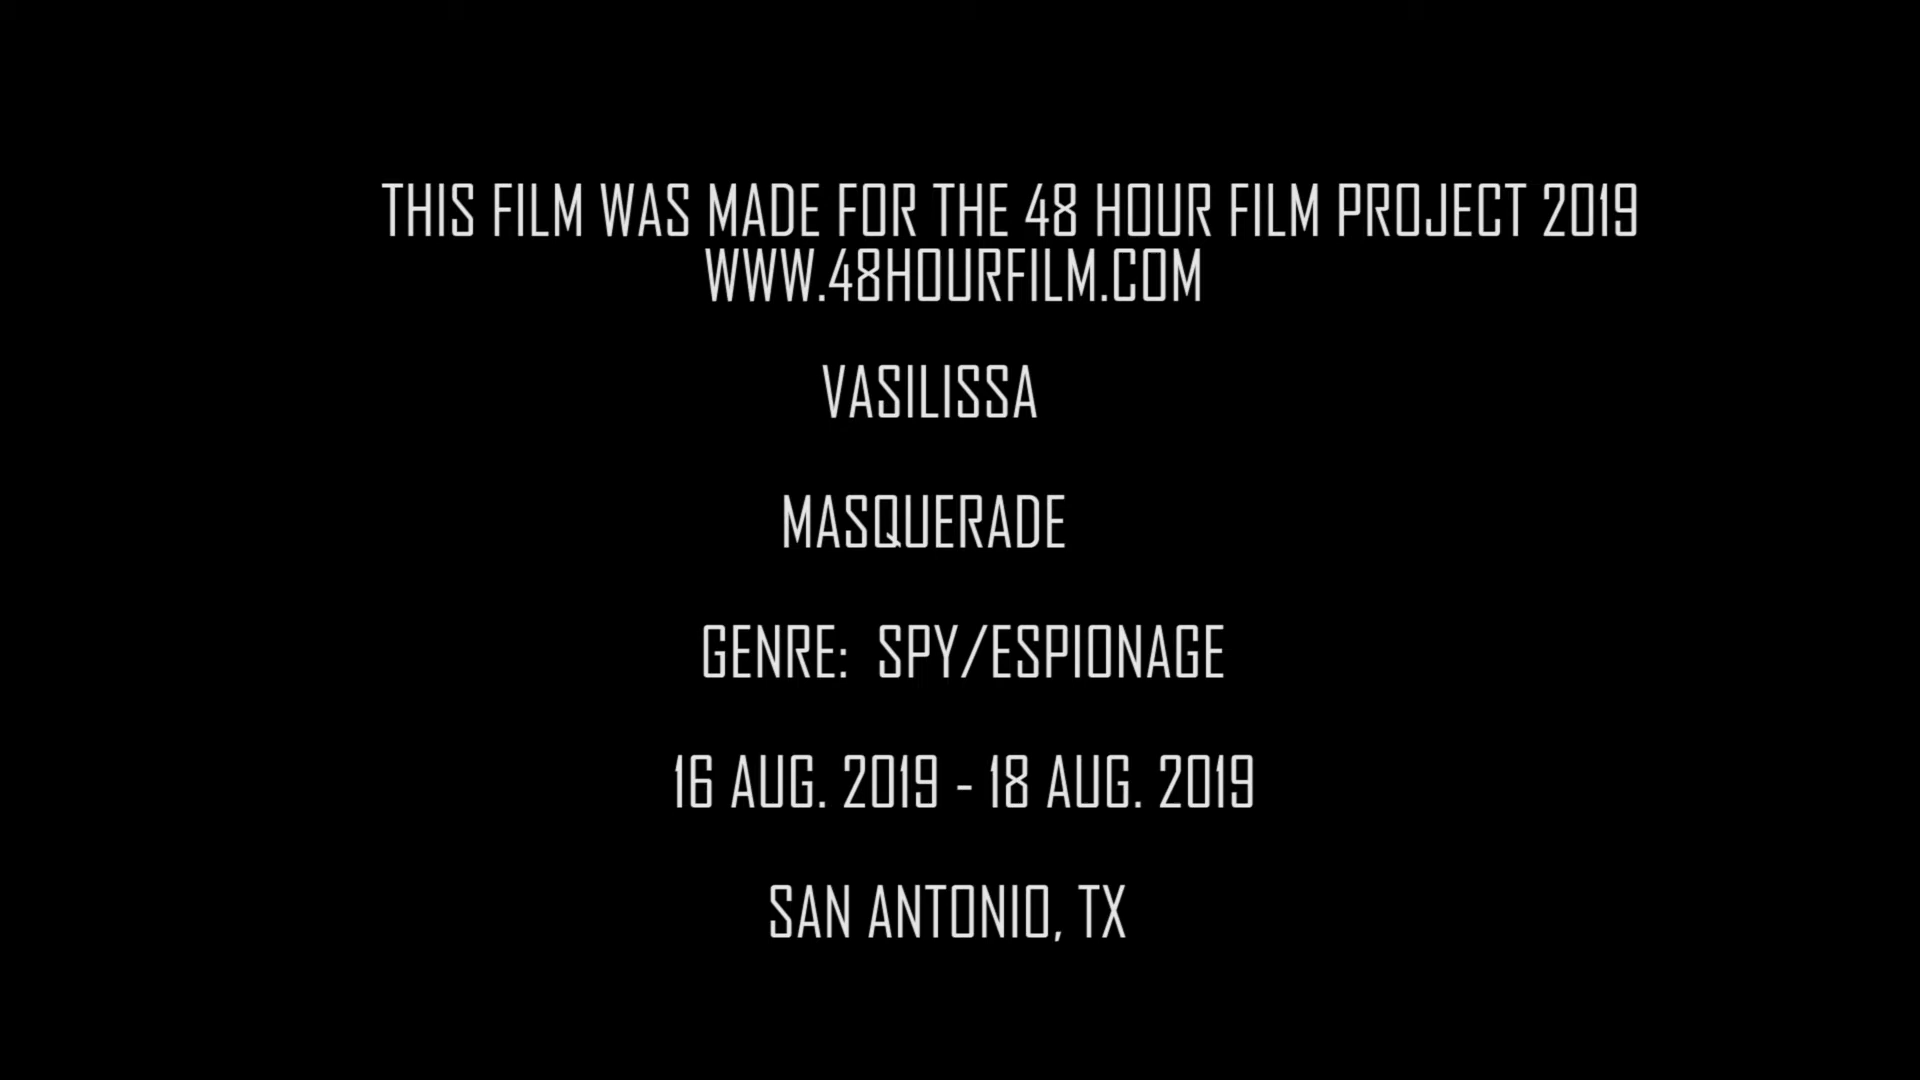 THIS FILM WAS MADE FOR THE 48 HOUR FILM PROJECT 2019
WWW.48HOURFILM.COM
VASILISSA
MASQUERADE
GENRE:  SPY/ESPIONAGE
16 AUG. 2019 - 18 AUG. 2019
SAN ANTONIO, TX